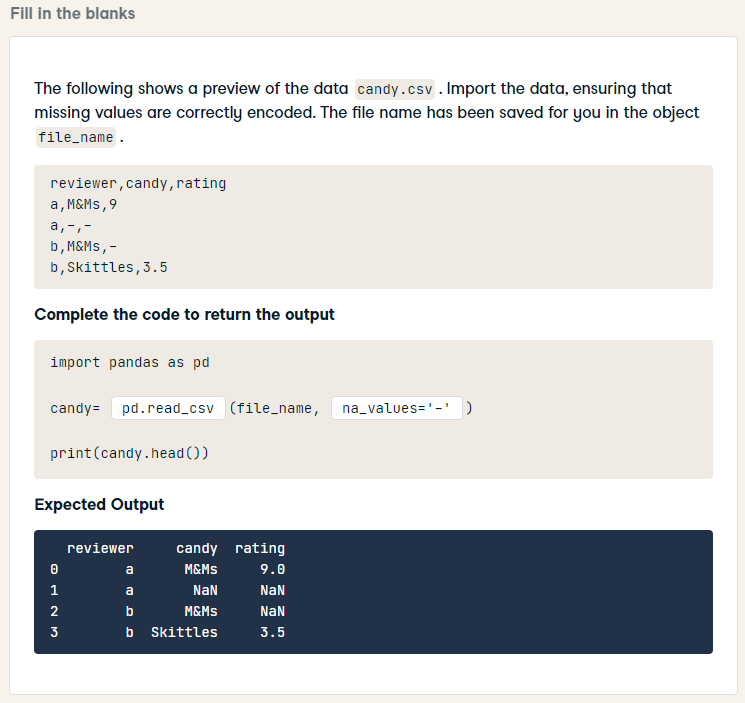 Fill in the blanks
The following shows a preview of the data candy.csv . Import the data, ensuring that
missing values are correctly encoded. The file name has been saved for you in the object
file_name .
reviewer,candy,rating
a,M&Ms,9
a,-,-
b,M&Ms,-
b,Skittles,3.5
Complete the code to return the output
import pandas as pd
candy= pd.read_csv (file_name, na_values='-' )
print(candy.head())
Expected Output
  reviewer     candy  rating
0        a      M&Ms     9.0
1        a       NaN     NaN
2        b      M&Ms     NaN
3        b  Skittles     3.5